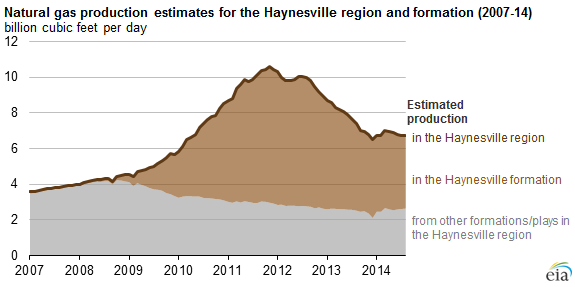 Natural gas production estimates for the Haynesville region and formation (2007-14)
billion cubic feet per day
12
10
8
6
4
2
0
2007 2008 2009 2010 2011 2012 2013 2014
Estimated
production
in the Haynesville region
in the Haynesville formation
from other formations/plays in
the Haynesville region
eia